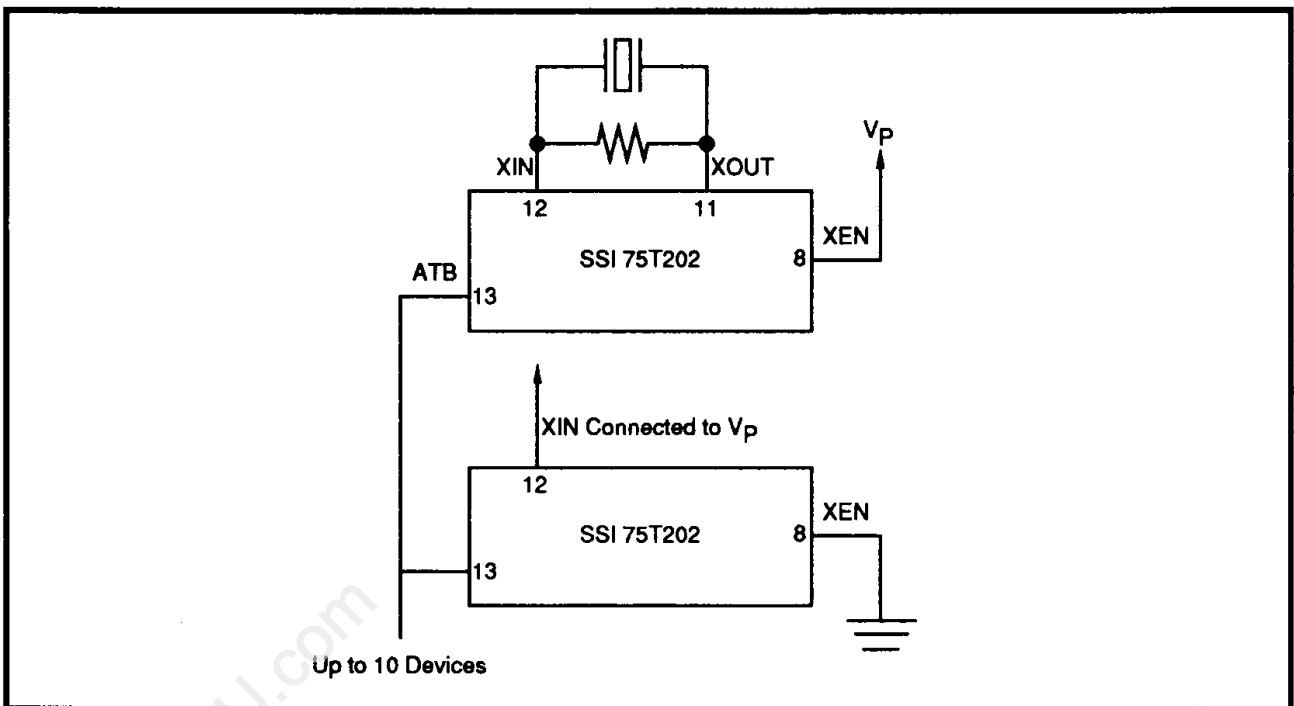 VP
XIN
XOUT
12
11
XEN
SSI 75T202
8
ATB
13
XIN Connected to VP
12
XEN
SSI 75T202
8
13
Up to 10 Devices